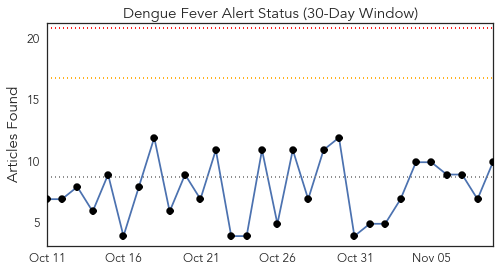 Dengue Fever Alert Status (30-Day Window)
Articles Found
20
15
10
5
Oct 11 Oct 16 Oct 21 Oct 26 Oct 31 Nov 05